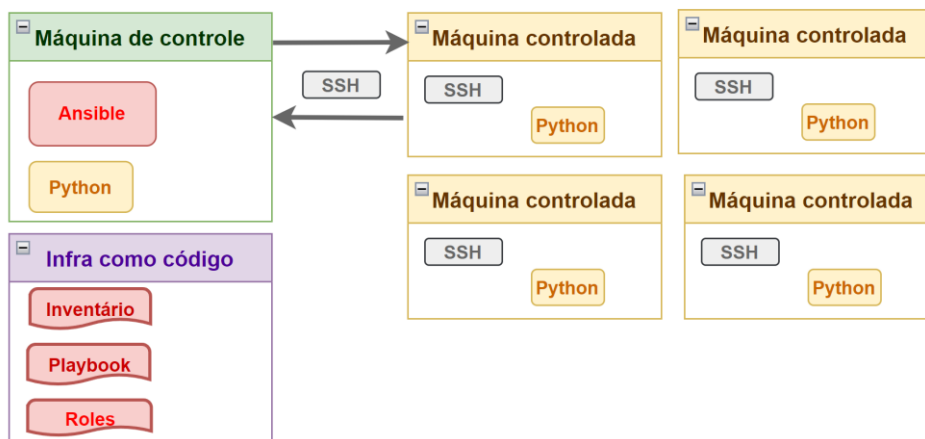 Máquina de controle
Ansible
Python
SSH
Máquina controlada
SSH
Python
Máquina controlada
SSH
Python
Máquina controlada
SSH
Python
Máquina controlada
SSH
Python
Infra como código
Inventário
Playbook
Roles